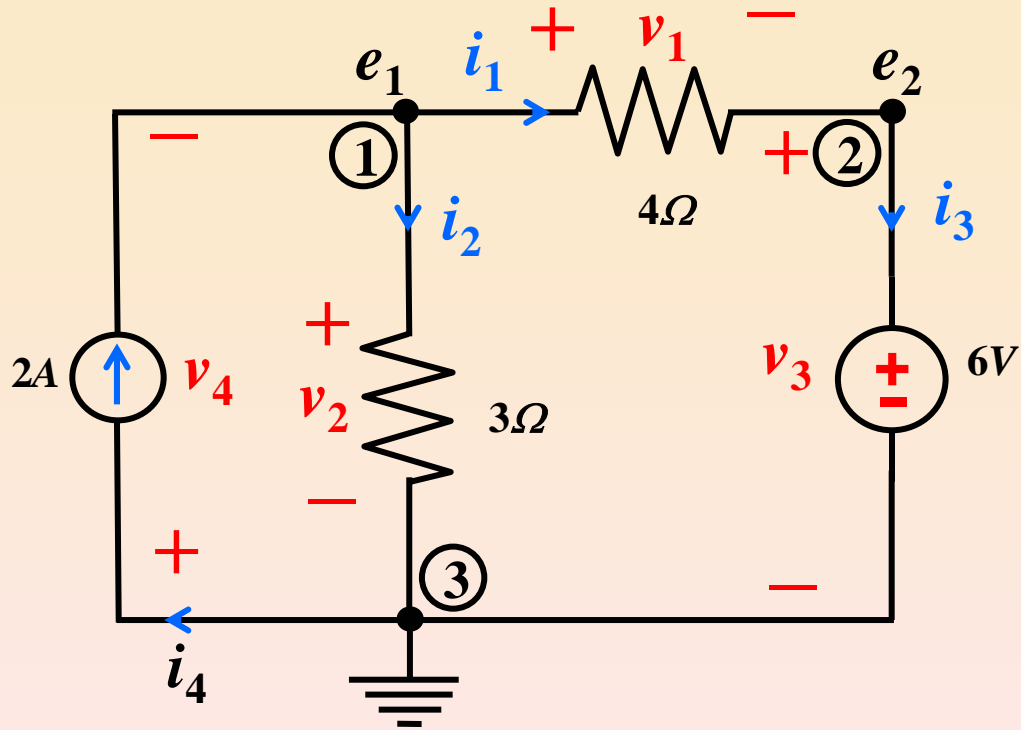 + v₁ −
e₁ i₁ e₂
− 1 + 2
4Ω
i₂ i₃
+
2A v₄ v₂ 3Ω v₃ + − 6V
−
+ 3 −
i₄